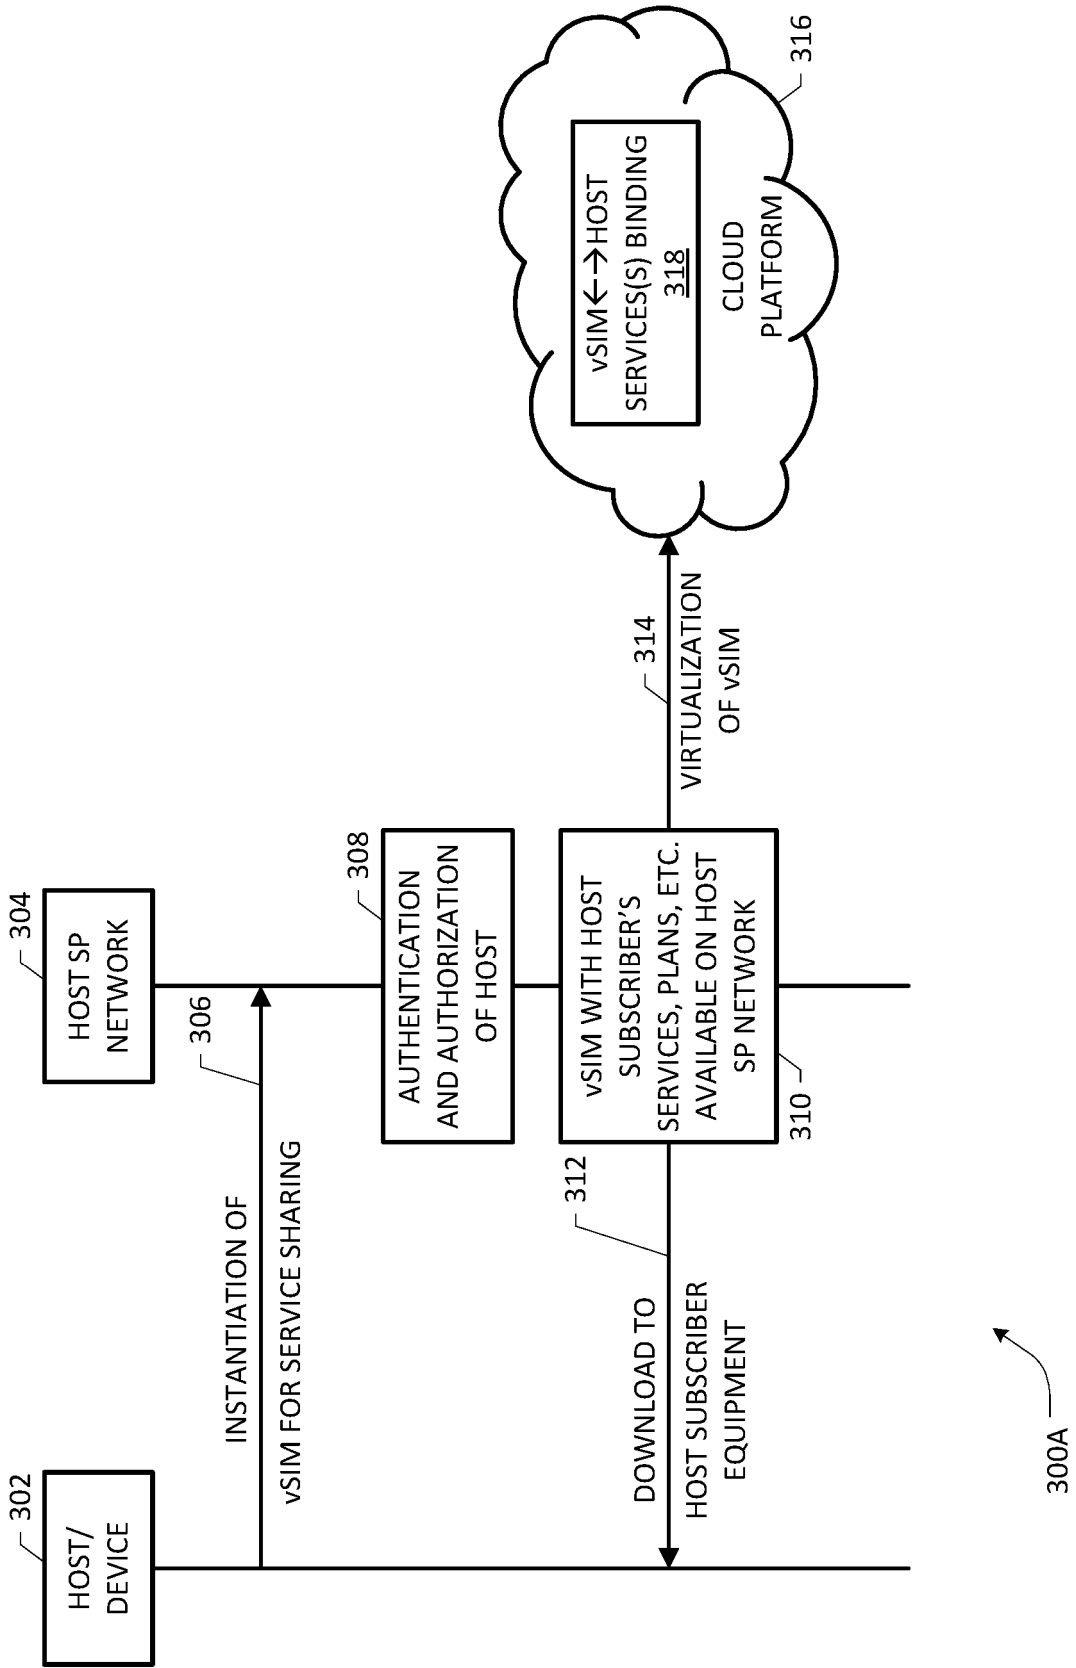 302
HOST/
DEVICE
304
HOST SP
NETWORK
306
INSTANTIATION OF
vSIM FOR SERVICE SHARING
308
AUTHENTICATION
AND AUTHORIZATION
OF HOST
vSIM WITH HOST
SUBSCRIBER'S
SERVICES, PLANS, ETC.
AVAILABLE ON HOST
SP NETWORK
310
312
DOWNLOAD TO
HOST SUBSCRIBER
EQUIPMENT
314
VIRTUALIZATION
OF vSIM
vSIM←→HOST
SERVICES(S) BINDING
318
CLOUD
PLATFORM
316
300A